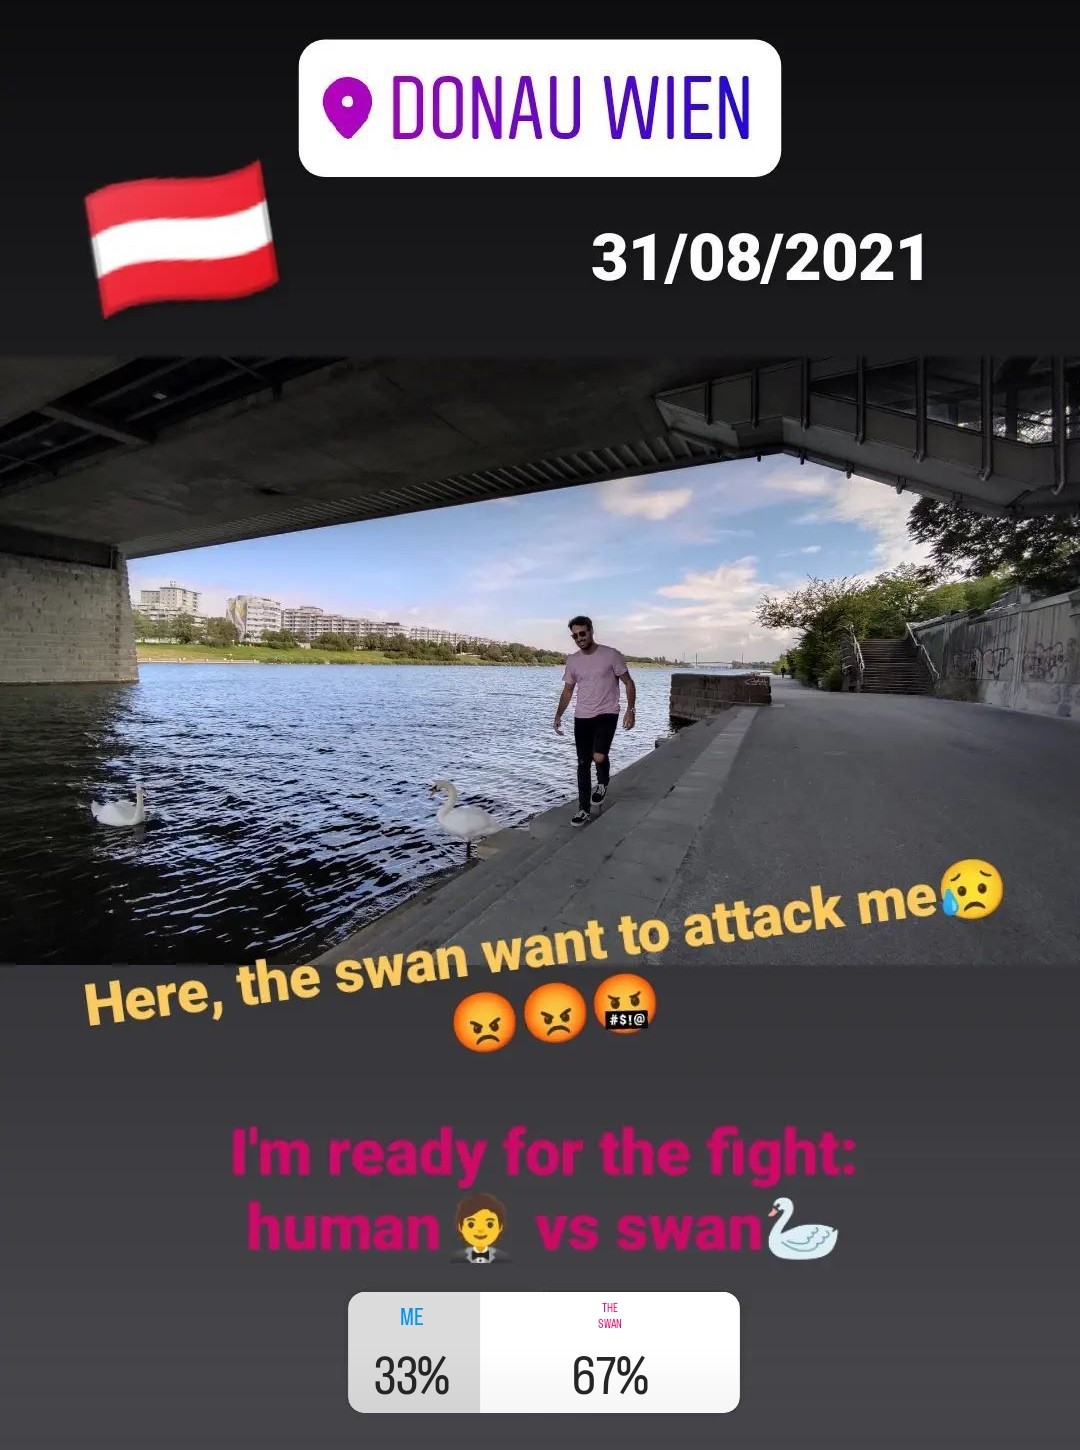 DONAU WIEN
31/08/2021
Here, the swan want to attack me😥
😡😡🤬
#$!@
I'm ready for the fight:
human🤵 vs swan🦢
ME
THE
SWAN
33%
67%